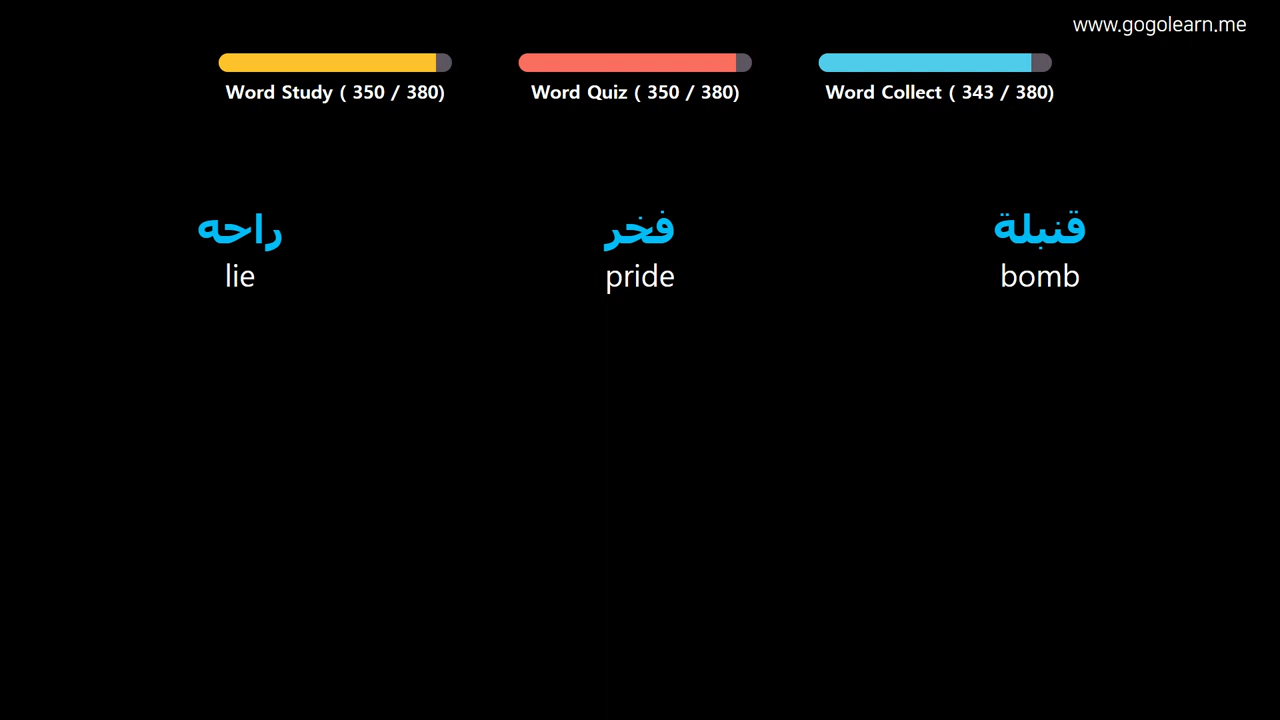 www.gogolearn.me
Word Study ( 350 / 380)
Word Quiz ( 350 / 380)
Word Collect ( 343 / 380)
راحه
lie
فخر
pride
قنبلة
bomb